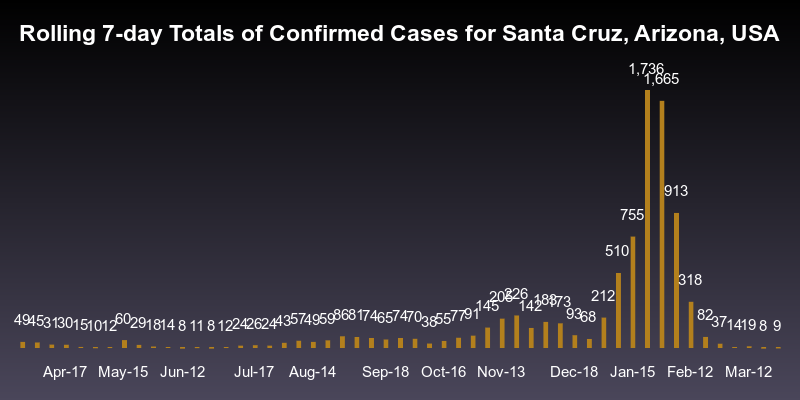 Rolling 7-day Totals of Confirmed Cases for Santa Cruz, Arizona, USA
1,736
1,665
913
755
510
318
212
49 45 31 30 15 10 12 60 29 18 14 8 11 8 12 24 26 24 43 57 49 59 86 81 74 65 74 70 38 55 77 91 145 226 142 173 93 68 82 37 14 19 8 9
Apr-17 May-15 Jun-12 Jul-17 Aug-14 Sep-18 Oct-16 Nov-13 Dec-18 Jan-15 Feb-12 Mar-12